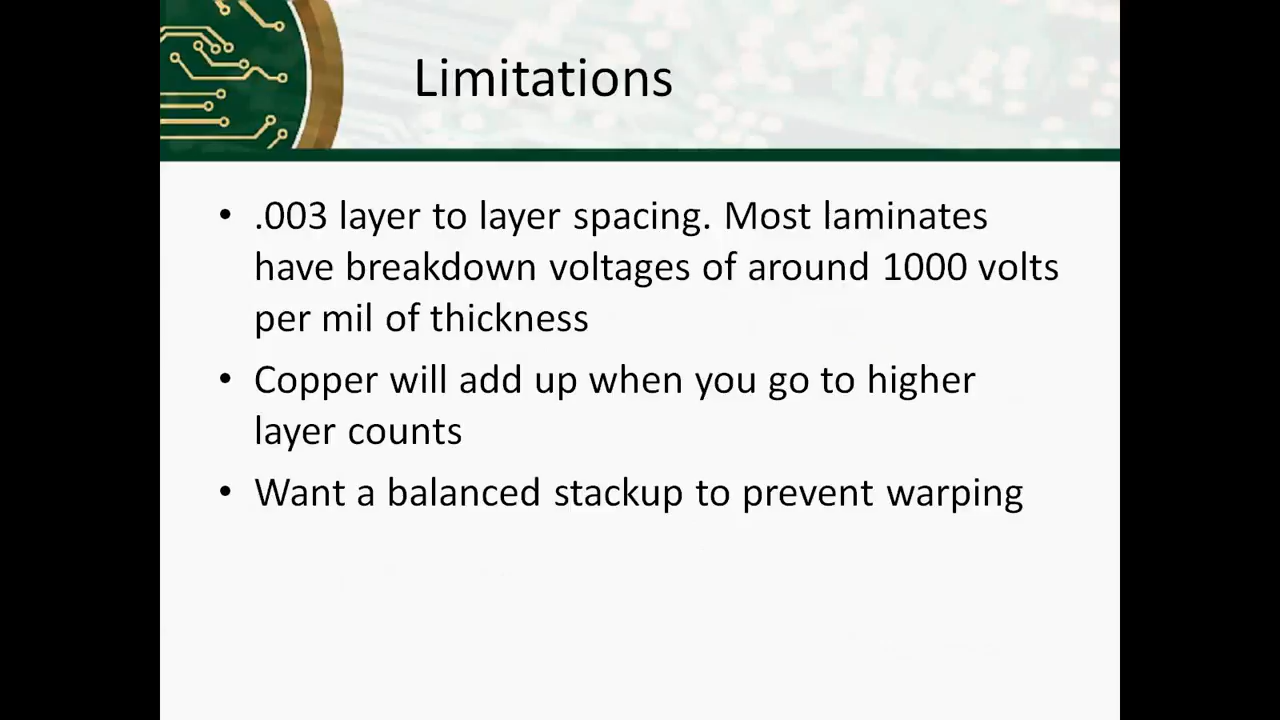 Limitations
• .003 layer to layer spacing. Most laminates
have breakdown voltages of around 1000 volts
per mil of thickness
• Copper will add up when you go to higher
layer counts
• Want a balanced stackup to prevent warping